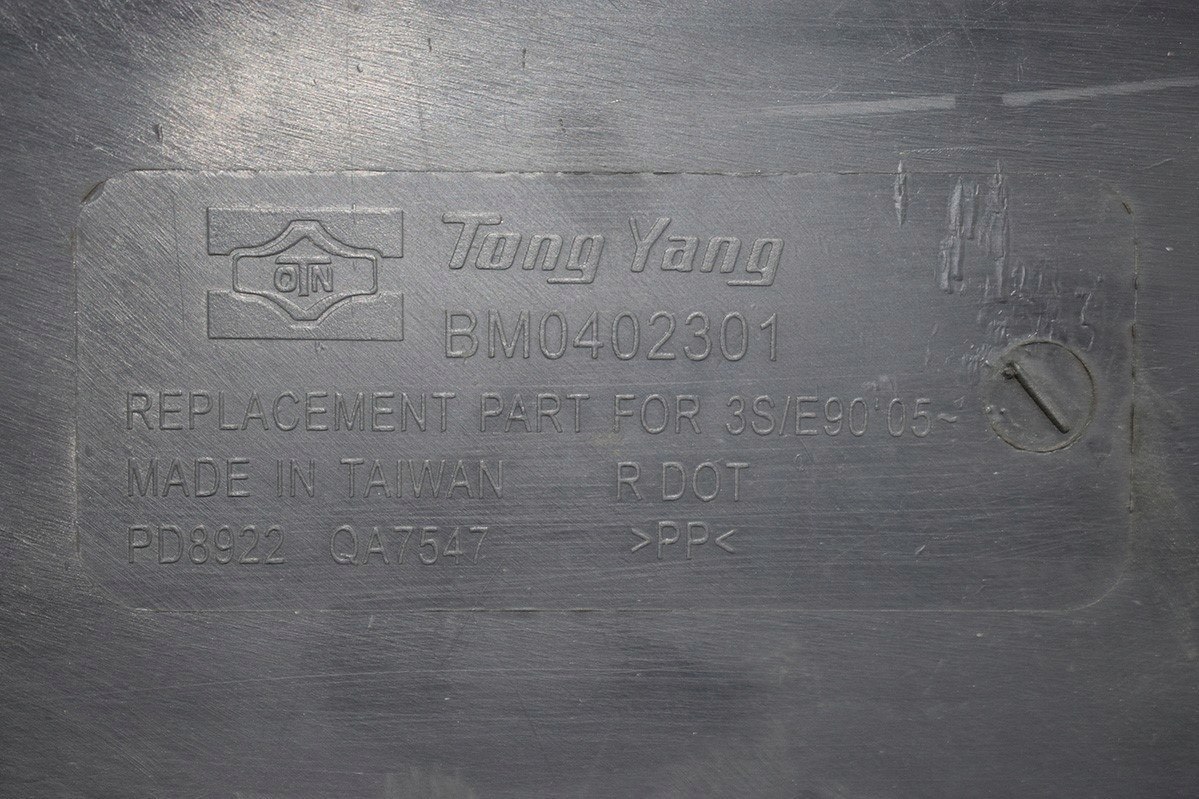 OTN
Tong Yang
BM0402301
REPLACEMENT PART FOR 3S/E90'05~
MADE IN TAIWAN R DOT
PD8922 QA7547 >PP<